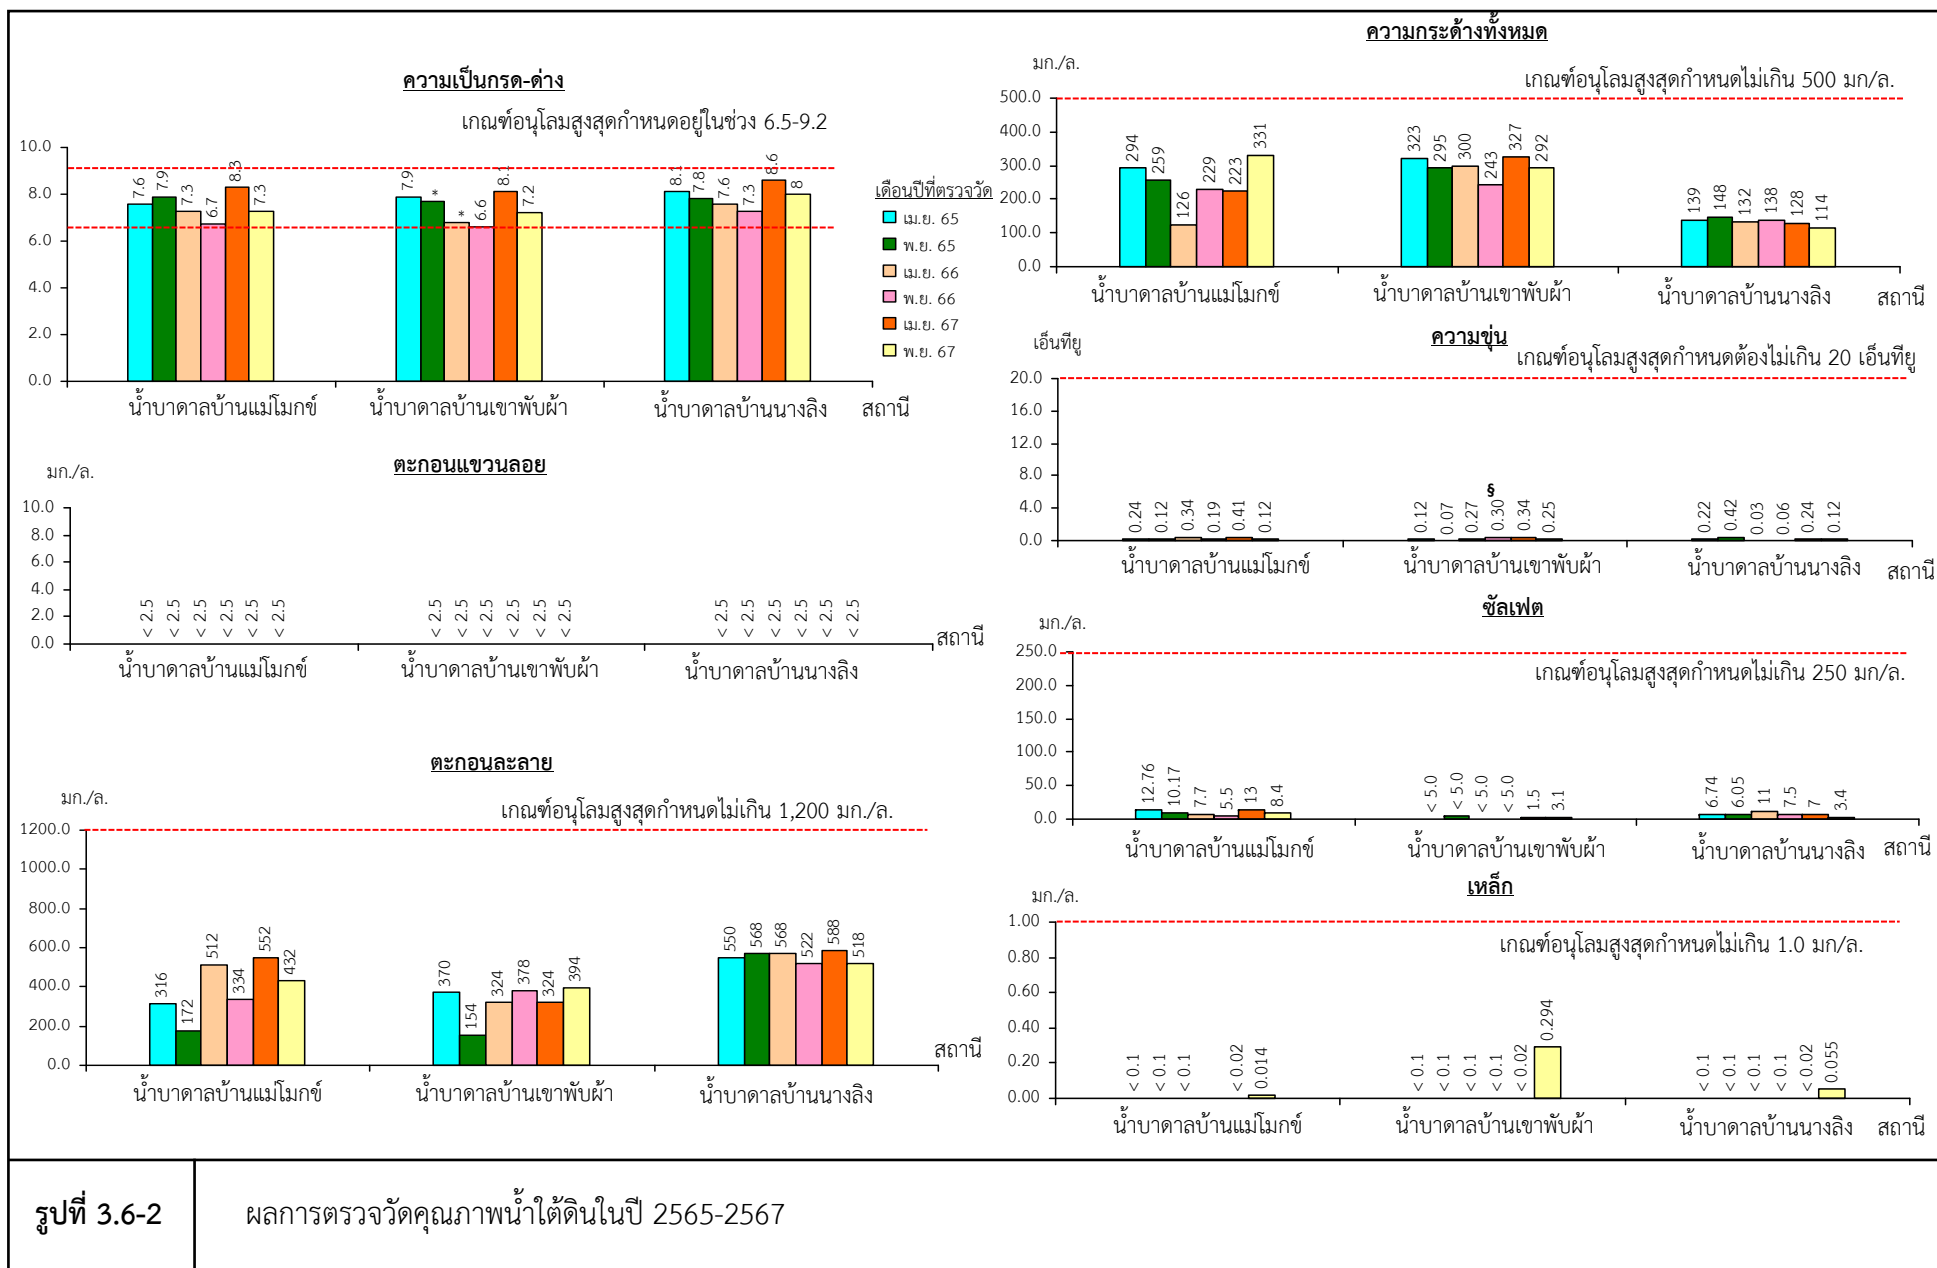 ความเป็นกรด-ด่าง
เกณฑ์อนุโลมสูงสุดกำหนดอยู่ในช่วง 6.5-9.2
10.0
8.0
6.0
4.0
2.0
0.0
7.6 7.9 7.3 6.7 8.3 7.3
7.9 * * 6.6 8.1 7.2
8.1 7.8 7.6 7.3 8.6 8
น้ำบาดาลบ้านแม่โมกข์ น้ำบาดาลบ้านเขาพับผ้า น้ำบาดาลบ้านนางลิง สถานี
เดือนปีที่ตรวจวัด
เม.ย. 65
พ.ย. 65
เม.ย. 66
พ.ย. 66
เม.ย. 67
พ.ย. 67
ตะกอนแขวนลอย
มก./ล.
10.0
8.0
6.0
4.0
2.0
0.0
< 2.5 < 2.5 < 2.5 < 2.5 < 2.5 < 2.5
< 2.5 < 2.5 < 2.5 < 2.5 < 2.5 < 2.5
< 2.5 < 2.5 < 2.5 < 2.5 < 2.5 < 2.5
น้ำบาดาลบ้านแม่โมกข์ น้ำบาดาลบ้านเขาพับผ้า น้ำบาดาลบ้านนางลิง สถานี
ตะกอนละลาย
มก./ล.
เกณฑ์อนุโลมสูงสุดกำหนดไม่เกิน 1,200 มก./ล.
1200.0
1000.0
800.0
600.0
400.0
200.0
0.0
316 172 512 334 552 432
370 154 324 378 324 394
550 568 568 522 588 518
น้ำบาดาลบ้านแม่โมกข์ น้ำบาดาลบ้านเขาพับผ้า น้ำบาดาลบ้านนางลิง สถานี
ความกระด้างทั้งหมด
มก./ล.
เกณฑ์อนุโลมสูงสุดกำหนดไม่เกิน 500 มก/ล.
500.0
400.0
300.0
200.0
100.0
0.0
294 259 126 229 223 331
323 295 300 243 327 292
139 148 132 138 128 114
น้ำบาดาลบ้านแม่โมกข์ น้ำบาดาลบ้านเขาพับผ้า น้ำบาดาลบ้านนางลิง สถานี
ความขุ่น
เอ็นทียู
เกณฑ์อนุโลมสูงสุดกำหนดต้องไม่เกิน 20 เอ็นทียู
20.0
16.0
12.0
8.0
4.0
0.0
0.24 0.12 0.34 0.19 0.41 0.12
§
0.12 0.07 0.27 0.30 0.34 0.25
0.22 0.42 0.03 0.06 0.24 0.12
น้ำบาดาลบ้านแม่โมกข์ น้ำบาดาลบ้านเขาพับผ้า น้ำบาดาลบ้านนางลิง สถานี
ซัลเฟต
มก./ล.
250.0
เกณฑ์อนุโลมสูงสุดกำหนดไม่เกิน 250 มก/ล.
200.0
150.0
100.0
50.0
0.0
12.76 10.17 7.7 5.5 13 8.4
< 5.0 < 5.0 < 5.0 < 5.0 1.5 3.1
6.74 6.05 11 7.5 7 3.4
น้ำบาดาลบ้านแม่โมกข์ น้ำบาดาลบ้านเขาพับผ้า น้ำบาดาลบ้านนางลิง สถานี
เหล็ก
มก./ล.
1.00
เกณฑ์อนุโลมสูงสุดกำหนดไม่เกิน 1.0 มก/ล.
0.80
0.60
0.40
0.20
0.00
< 0.1 < 0.1 < 0.1 < 0.02 0.014
< 0.1 < 0.1 < 0.1 < 0.1 < 0.02 0.294
< 0.1 < 0.1 < 0.1 < 0.1 < 0.02 0.055
น้ำบาดาลบ้านแม่โมกข์ น้ำบาดาลบ้านเขาพับผ้า น้ำบาดาลบ้านนางลิง สถานี
รูปที่ 3.6-2 ผลการตรวจวัดคุณภาพน้ำใต้ดินในปี 2565-2567